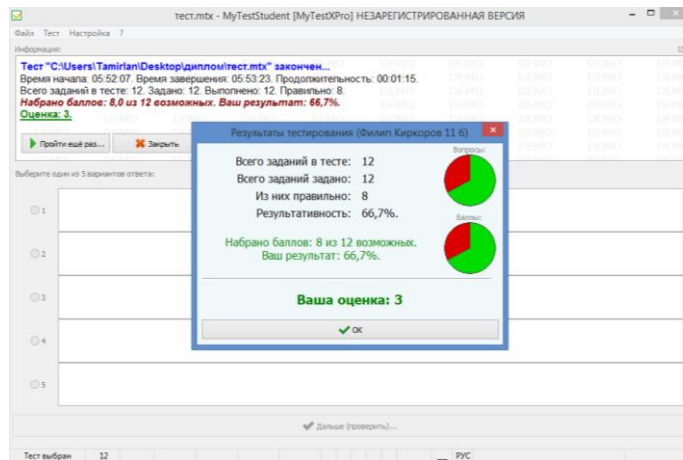 тест.mtx - MyTestStudent [MyTestXPro] НЕЗАРЕГИСТРИРОВАННАЯ ВЕРСИЯ
Файл Тест Настройка ?
Информация:
Тест "C:\Users\Tamirlan\Desktop\диплом\тест.mtx" закончен...
Время начала: 05:52:07. Время завершения: 05:53:23. Продолжительность: 00:01:15.
Всего заданий в тесте: 12. Задано: 12. Выполнено: 12. Правильно: 8.
Набрано баллов: 8,0 из 12 возможных. Ваш результат: 66,7%.
Оценка: 3.
Пройти ещё раз... Закрыть
Выберите один из 5 вариантов ответа:
1
2
3
4
5
Результаты тестирования (Филип Киркоров 11 б)
Всего заданий в тесте: 12
Всего заданий задано: 12
Из них правильно: 8
Результативность: 66,7%.
Вопросы:
Баллы:
Набрано баллов: 8 из 12 возможных.
Ваш результат: 66,7%.
Ваша оценка: 3
OK
Дальше (проверить)...
Тест выбран 12 РУС